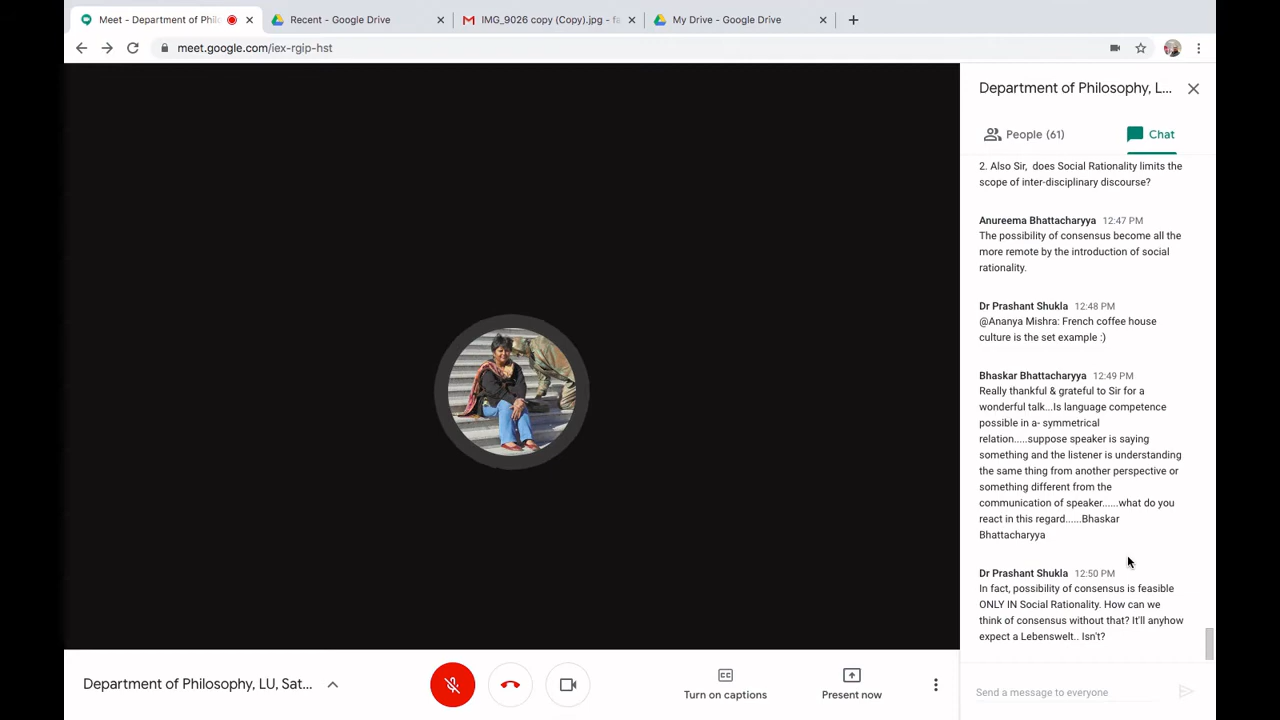 Meet - Department of Philo
Recent - Google Drive
IMG_9026 copy (Copy).jpg - fa
My Drive - Google Drive
meet.google.com/iex-rgip-hst
Department of Philosophy, L...
People (61)
Chat
2. Also Sir, does Social Rationality limits the
scope of inter-disciplinary discourse?
Anureema Bhattacharyya 12:47 PM
The possibility of consensus become all the
more remote by the introduction of social
rationality.
Dr Prashant Shukla 12:48 PM
@Ananya Mishra: French coffee house
culture is the set example :)
Bhaskar Bhattacharyya 12:49 PM
Really thankful & grateful to Sir for a
wonderful talk...Is language competence
possible in a- symmetrical
relation.....suppose speaker is saying
something and the listener is understanding
the same thing from another perspective or
something different from the
communication of speaker......what do you
react in this regard......Bhaskar
Bhattacharyya
Dr Prashant Shukla 12:50 PM
In fact, possibility of consensus is feasible
ONLY IN Social Rationality. How can we
think of consensus without that? It'll anyhow
expect a Lebenswelt.. Isn't?
Send a message to everyone
Department of Philosophy, LU, Sat...
CC
Turn on captions
Present now